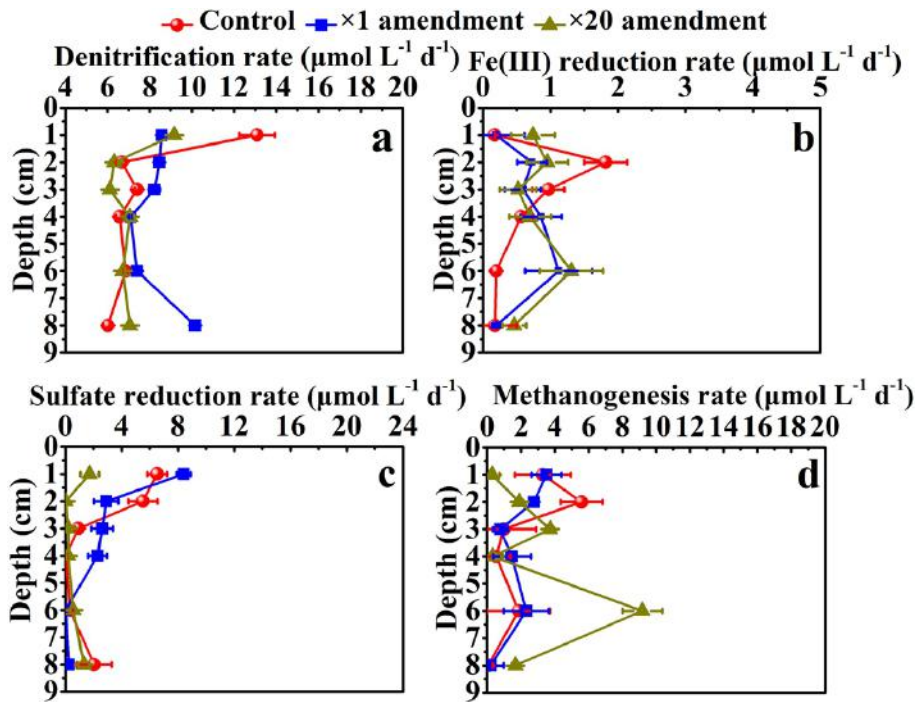 Control ×1 amendment ×20 amendment
Denitrification rate (μmol L⁻¹ d⁻¹)
4 6 8 10 12 14 16 18 20
0
1
2
3
4
5
6
7
8
9
Depth (cm)
a
Fe(III) reduction rate (μmol L⁻¹ d⁻¹)
0 1 2 3 4 5
0
1
2
3
4
5
6
7
8
9
Depth (cm)
b
Sulfate reduction rate (μmol L⁻¹ d⁻¹)
0 4 8 12 16 20 24
0
1
2
3
4
5
6
7
8
9
Depth (cm)
c
Methanogenesis rate (μmol L⁻¹ d⁻¹)
0 2 4 6 8 10 12 14 16 18 20
0
1
2
3
4
5
6
7
8
9
Depth (cm)
d